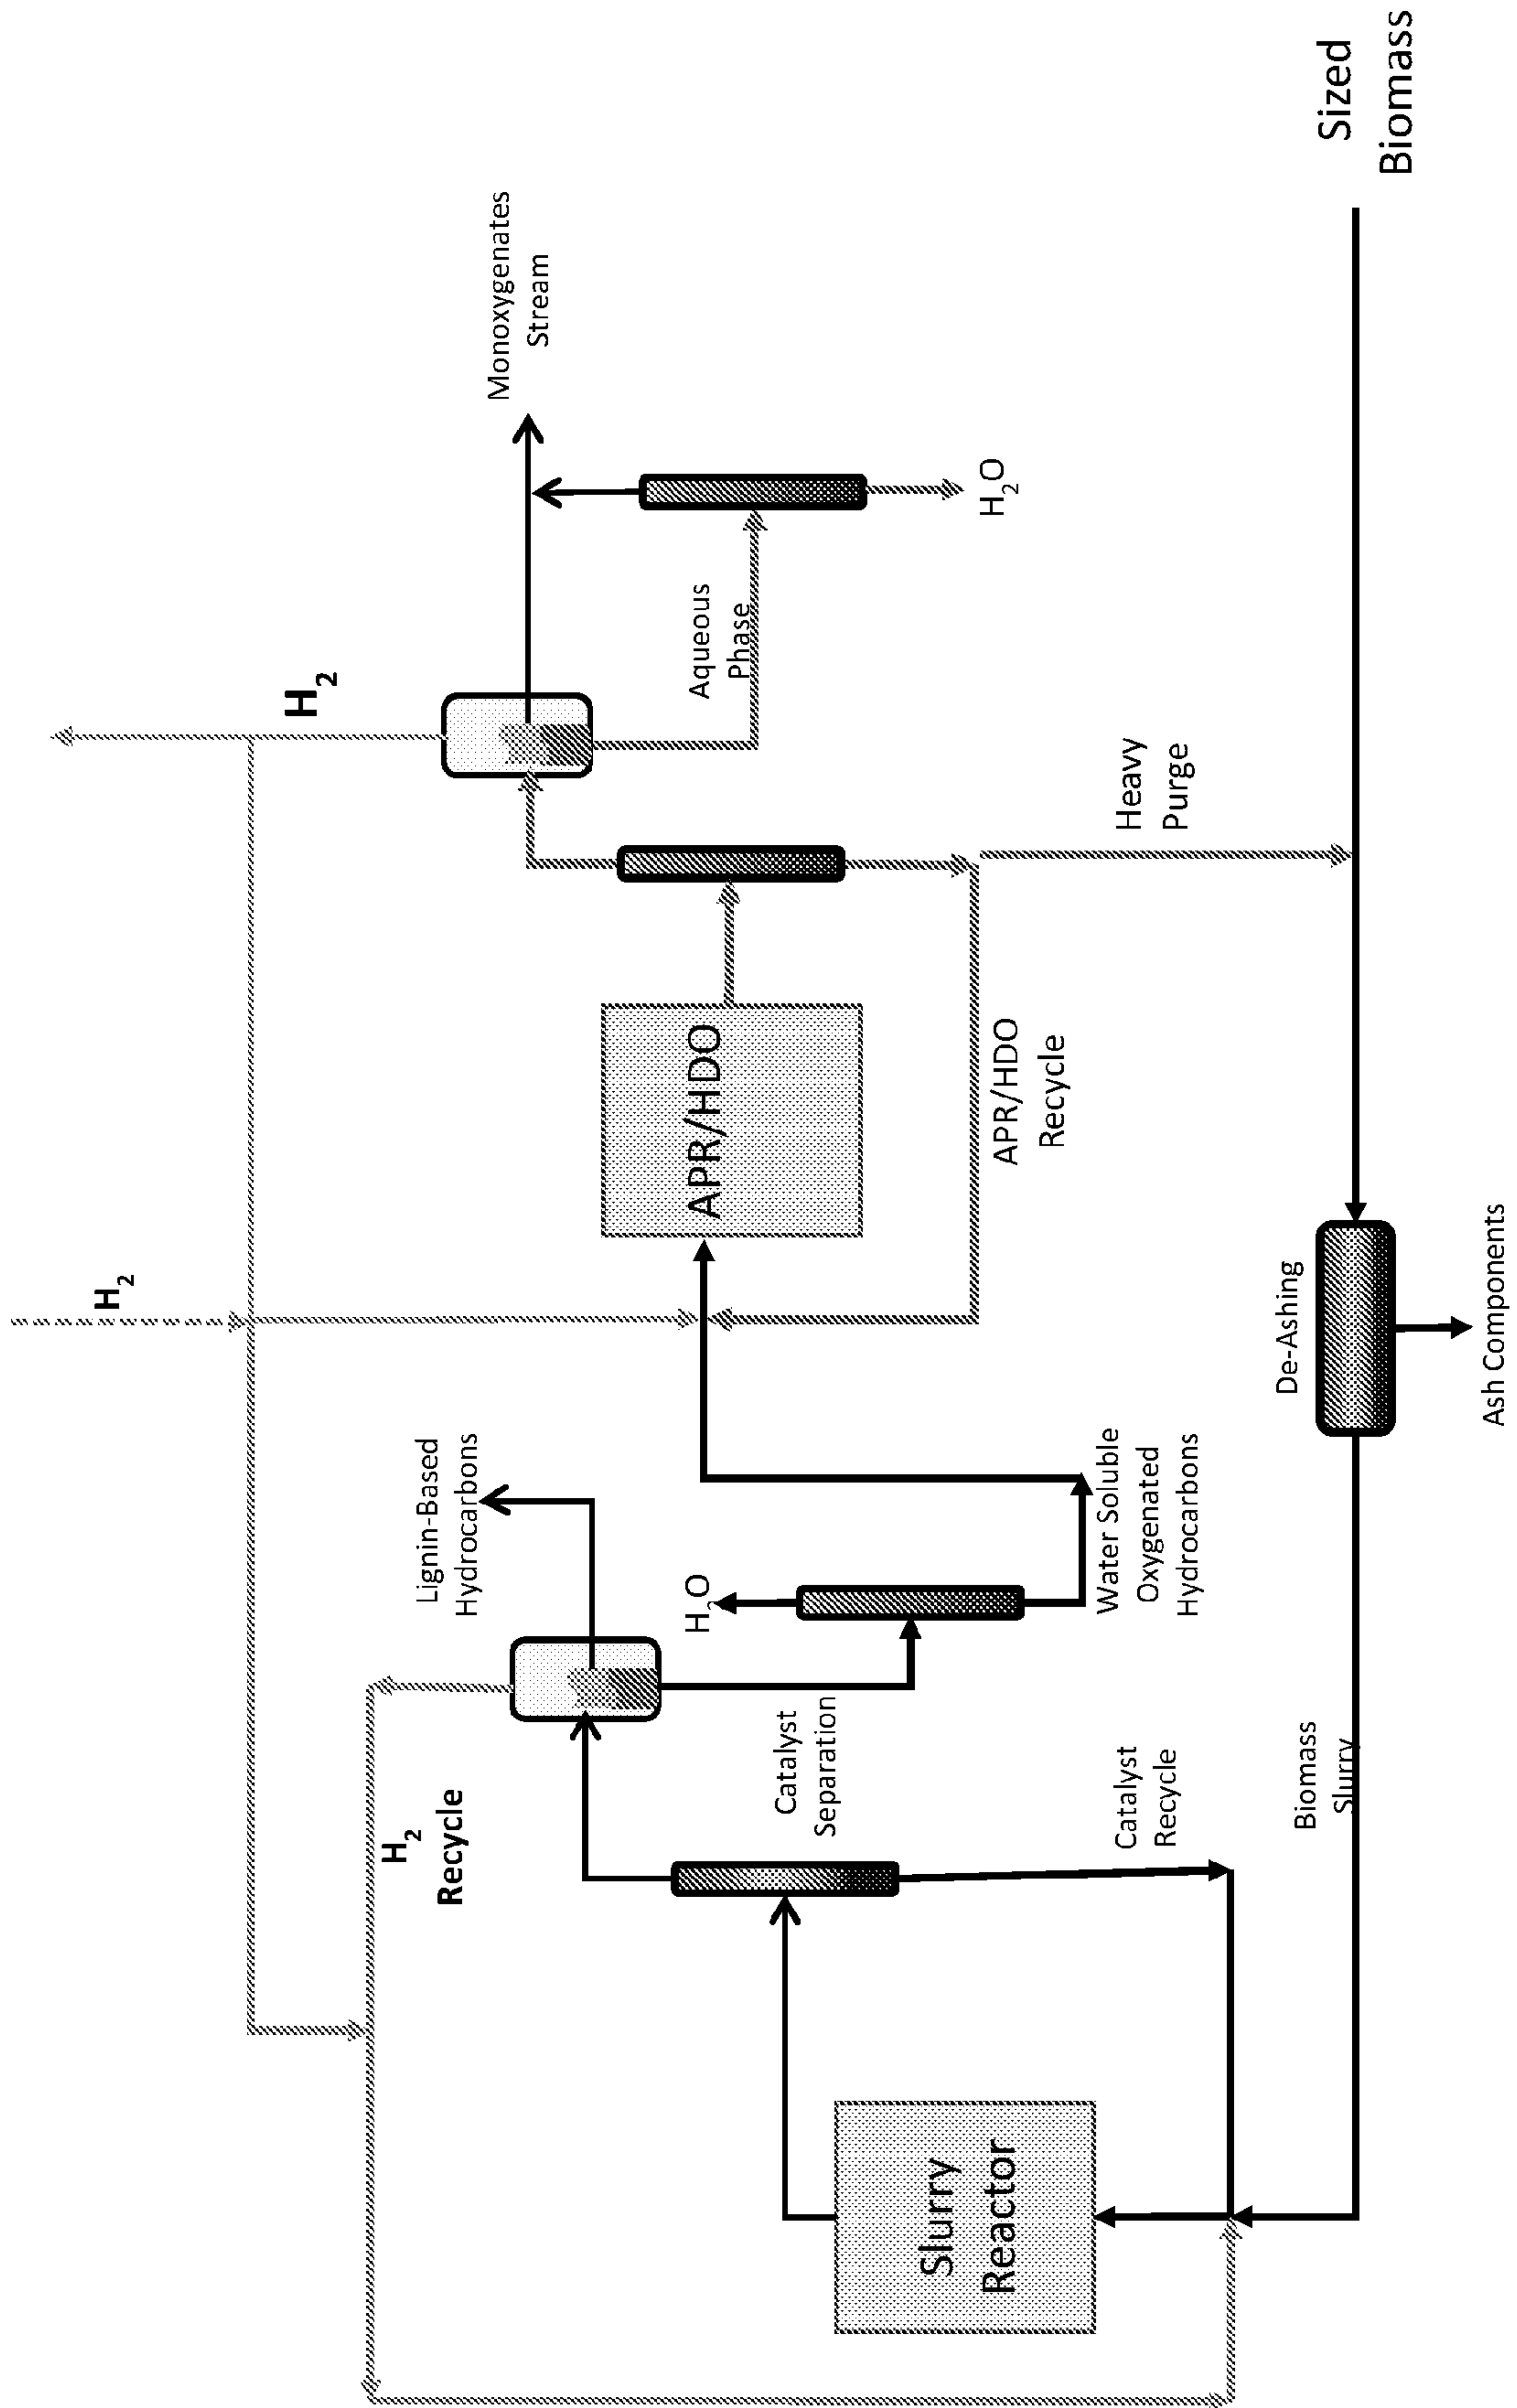 H₂
H₂
Recycle
Lignin-Based
Hydrocarbons
H₂
Monoxygenates
Stream
Slurry
Reactor
Catalyst
Separation
H₂O
APR/HDO
Aqueous
Phase
H₂O
Catalyst
Recycle
Water Soluble
Oxygenated
Hydrocarbons
APR/HDO
Recycle
Heavy
Purge
Biomass
Slurry
De-Ashing
Ash Components
Sized
Biomass